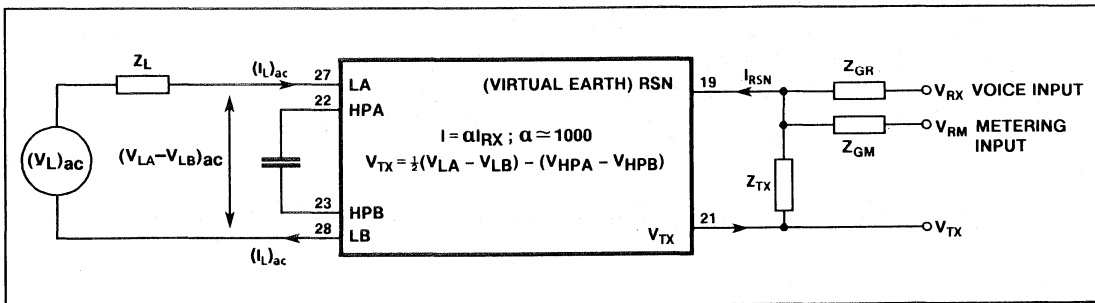 Z_L
(I_L)ac
27
LA
(VIRTUAL EARTH) RSN
19
I_RSN
Z_GR
V_RX VOICE INPUT
22
HPA
V_RM METERING
INPUT
Z_GM
(V_L)ac
(V_LA–V_LB)ac
I = αI_RX ; α ≃ 1000
V_TX = ½(V_LA – V_LB) – (V_HPA – V_HPB)
Z_TX
23
HPB
28
LB
(I_L)ac
V_TX
21
V_TX